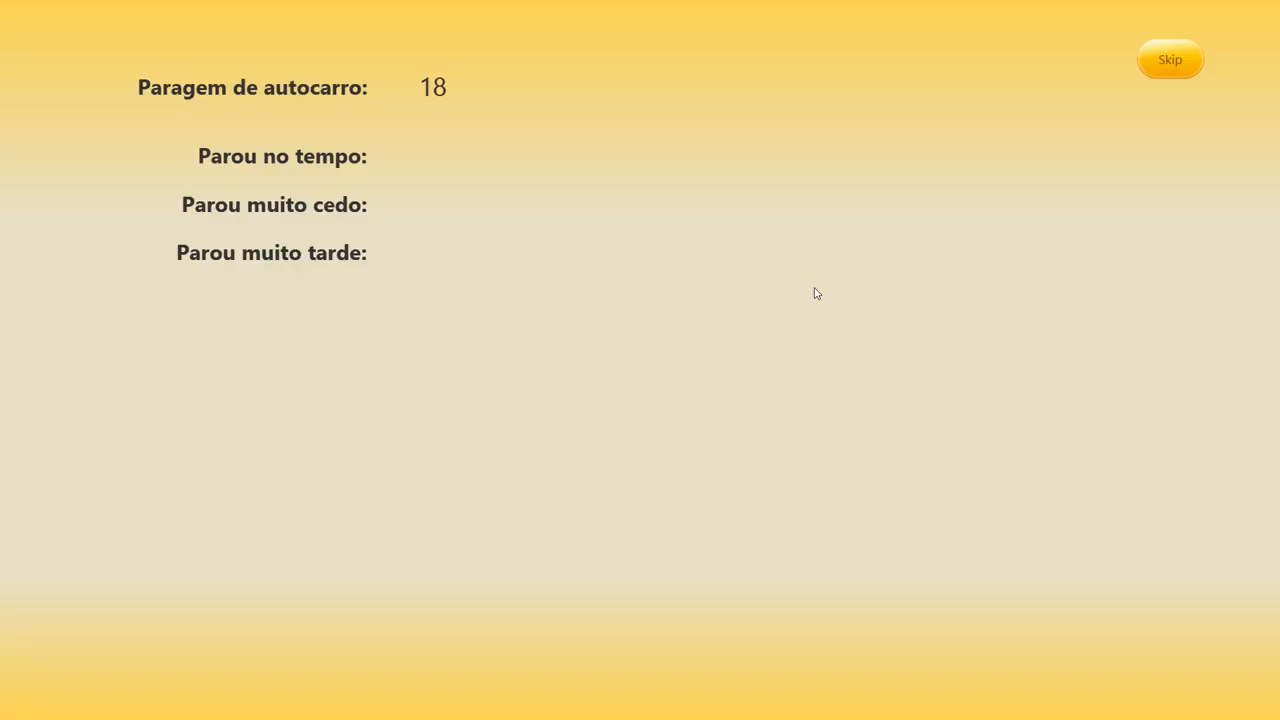 Skip
Paragem de autocarro: 18
Parou no tempo:
Parou muito cedo:
Parou muito tarde: